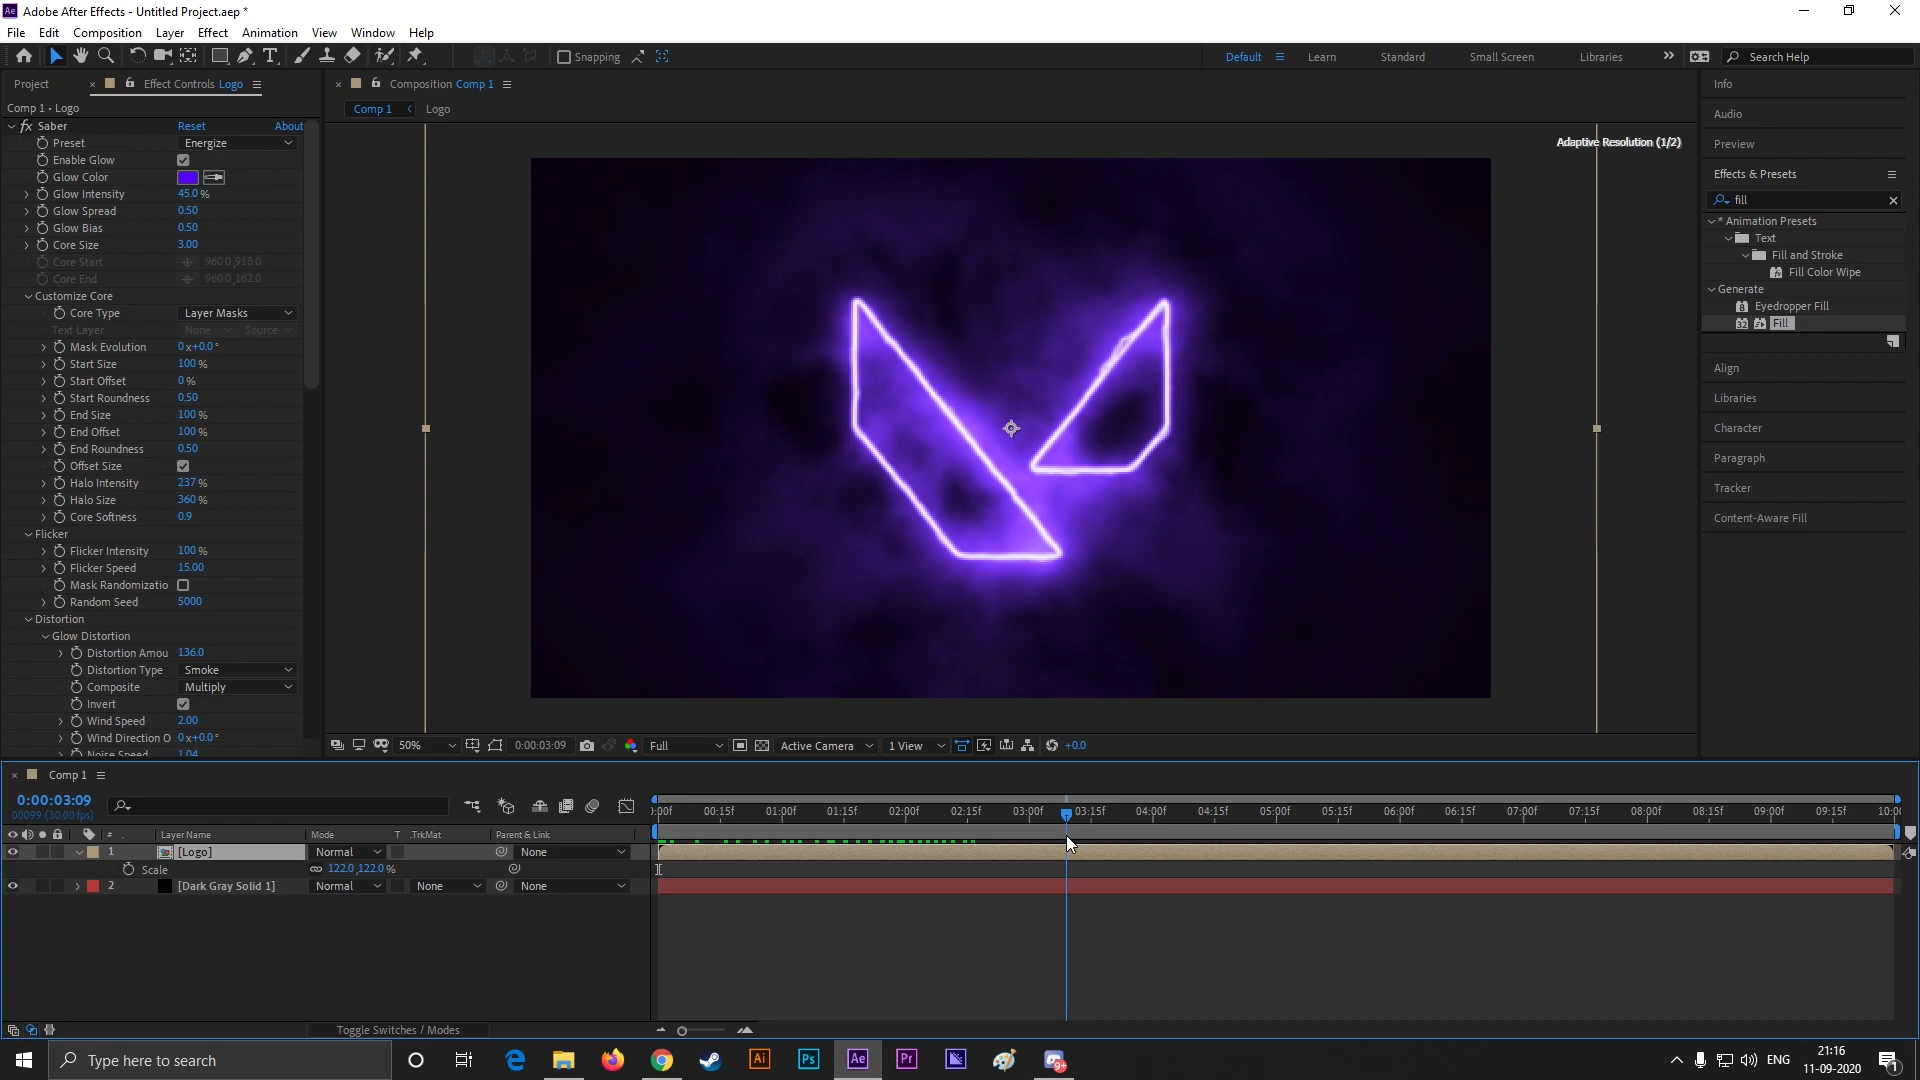 Adobe After Effects - Untitled Project.aep *
File Edit Composition Layer Effect Animation View Window Help
Snapping
Default Learn Standard Small Screen Libraries
Search Help
Project
Effect Controls Logo
Comp 1 • Logo
Saber Reset About
Preset Energize
Enable Glow
Glow Color
Glow Intensity 45.0 %
Glow Spread 0.50
Glow Bias 0.50
Core Size 3.00
Core Start 960.0,918.0
Core End 960.0,162.0
Customize Core
Core Type Layer Masks
Text Layer None Source
Mask Evolution 0x+0.0°
Start Size 100 %
Start Offset 0 %
Start Roundness 0.50
End Size 100 %
End Offset 100 %
End Roundness 0.50
Offset Size
Halo Intensity 237 %
Halo Size 360 %
Core Softness 0.9
Flicker
Flicker Intensity 100 %
Flicker Speed 15.00
Mask Randomizatio
Random Seed 5000
Distortion
Glow Distortion
Distortion Amou 136.0
Distortion Type Smoke
Composite Multiply
Invert
Wind Speed 2.00
Wind Direction O 0x+0.0°
Noise Speed 1.04
Composition Comp 1
Comp 1 Logo
Adaptive Resolution (1/2)
50% 0:00:03:09 Full Active Camera 1 View +0.0
Info
Audio
Preview
Effects & Presets
fill
* Animation Presets
Text
Fill and Stroke
Fill Color Wipe
Generate
Eyedropper Fill
Fill
Align
Libraries
Character
Paragraph
Tracker
Content-Aware Fill
Comp 1
0:00:03:09
00099 (30.00 fps)
:00f 00:15f 01:00f 01:15f 02:00f 02:15f 03:00f 03:15f 04:00f 04:15f 05:00f 05:15f 06:00f 06:15f 07:00f 07:15f 08:00f 08:15f 09:00f 09:15f 10:00
# Layer Name Mode T .TrkMat Parent & Link
1 [Logo] Normal None
Scale 122.0,122.0 %
2 [Dark Gray Solid 1] Normal None None
Toggle Switches / Modes
Type here to search
Ai Ps Ae Pr
ENG
21:16
11-09-2020